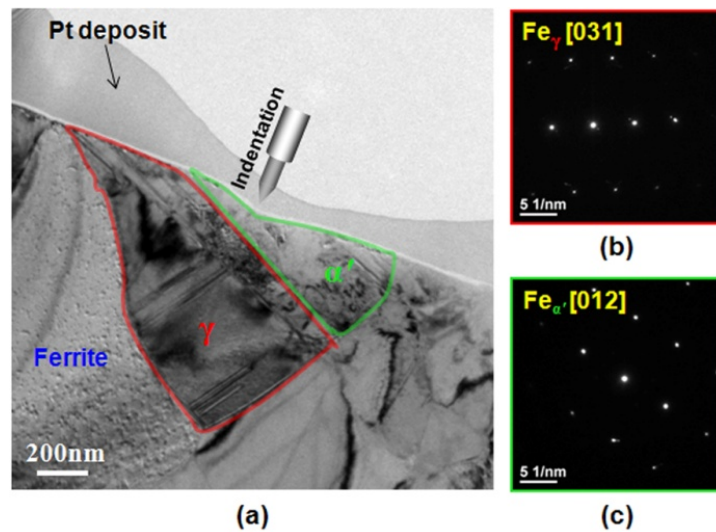 Pt deposit
Indentation
α′
γ
Ferrite
200nm
(a)
Feγ [031]
5 1/nm
(b)
Feα′ [012]
5 1/nm
(c)